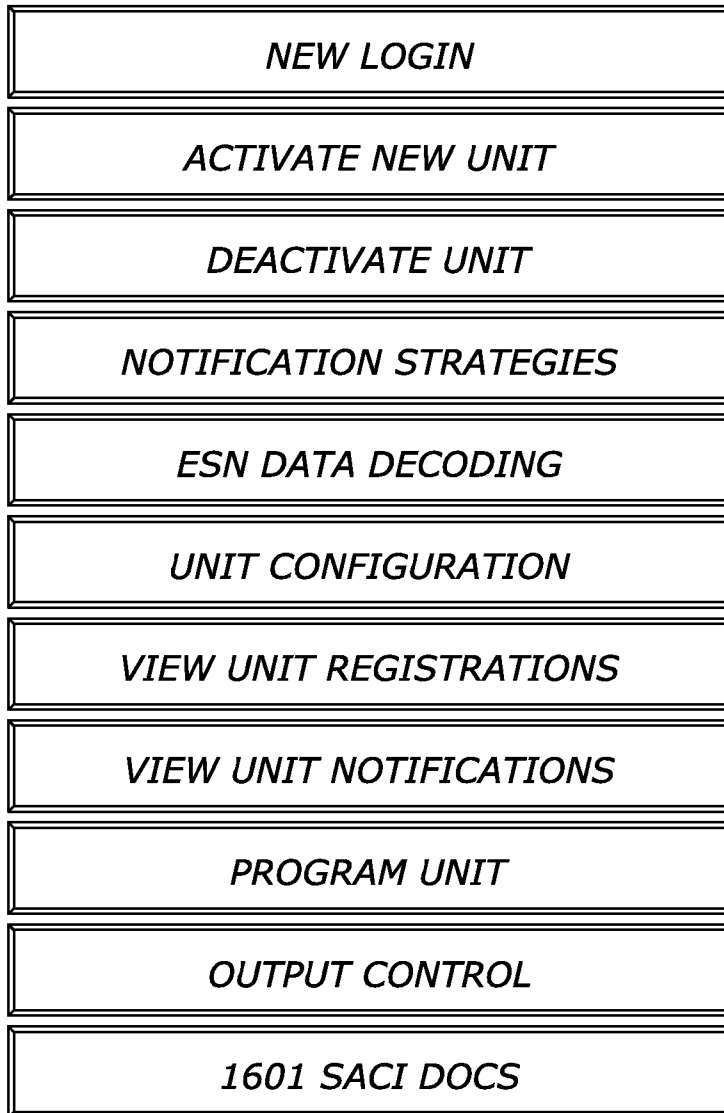 NEW LOGIN
ACTIVATE NEW UNIT
DEACTIVATE UNIT
NOTIFICATION STRATEGIES
ESN DATA DECODING
UNIT CONFIGURATION
VIEW UNIT REGISTRATIONS
VIEW UNIT NOTIFICATIONS
PROGRAM UNIT
OUTPUT CONTROL
1601 SACI DOCS